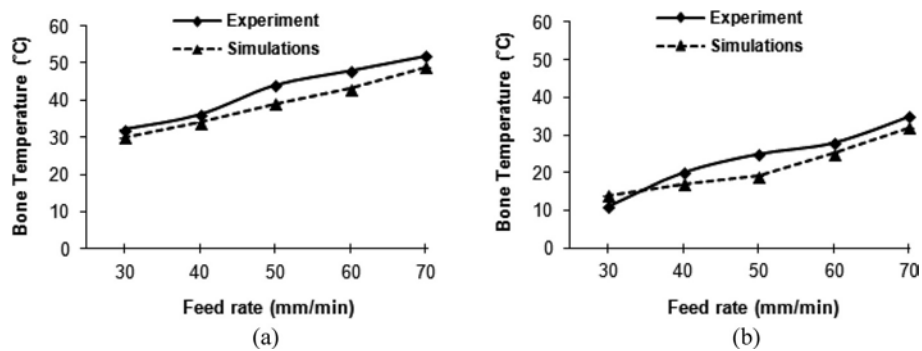 60
50
40
30
20
10
0
Bone Temperature (˚C)
Experiment
Simulations
30 40 50 60 70
Feed rate (mm/min)
(a)
60
50
40
30
20
10
0
Bone Temperature (˚C)
Experiment
Simulations
30 40 50 60 70
Feed rate (mm/min)
(b)